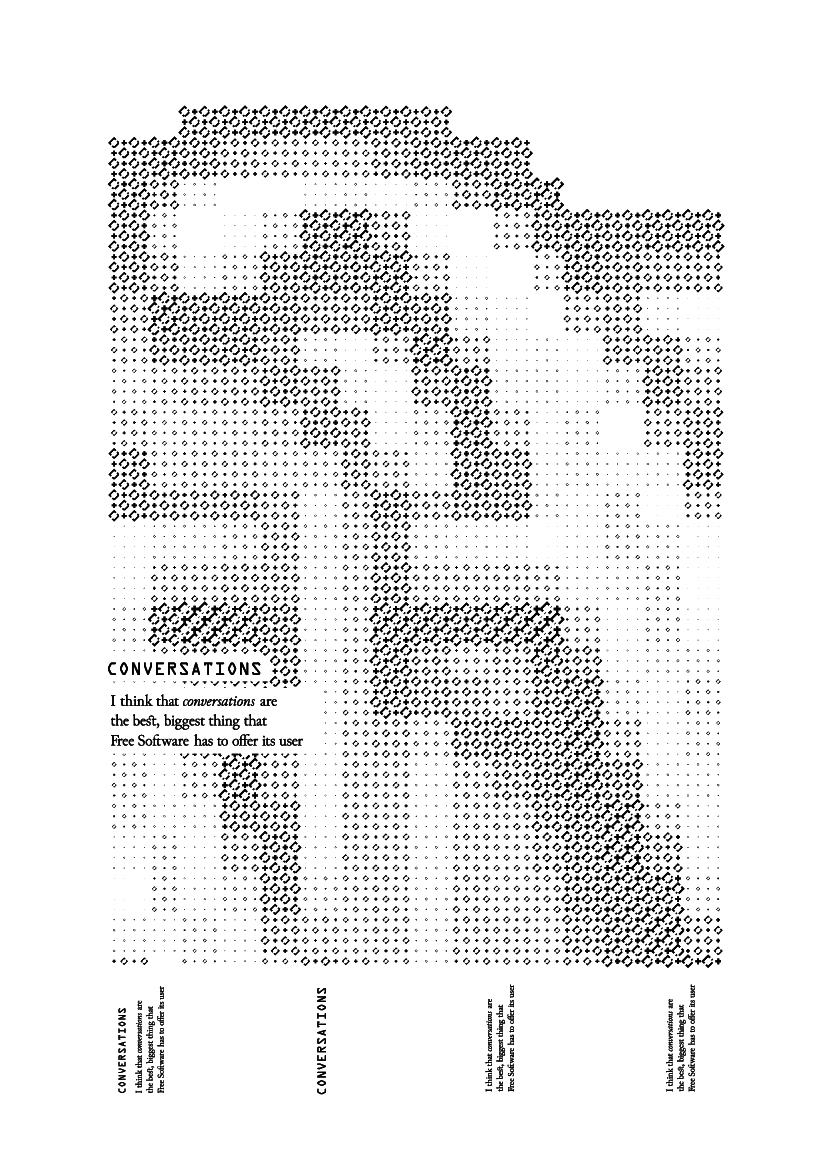 CONVERSATIONS
I think that conversations are
the best, biggest thing that
Free Software has to offer its user
CONVERSATIONS
I think that conversations are
the best, biggest thing that
Free Software has to offer its user
CONVERSATIONS
I think that conversations are
the best, biggest thing that
Free Software has to offer its user
I think that conversations are
the best, biggest thing that
Free Software has to offer its user